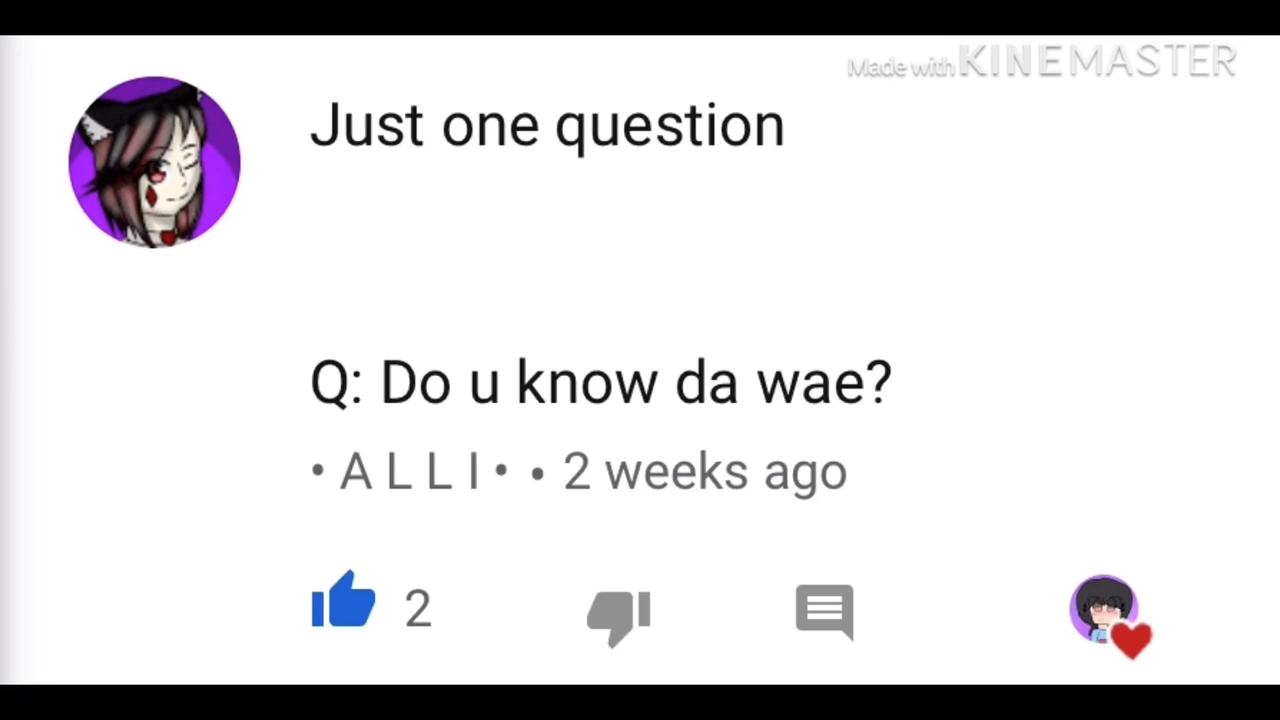 Made with KINEMASTER
Just one question
Q: Do u know da wae?
• A L L I • • 2 weeks ago
2